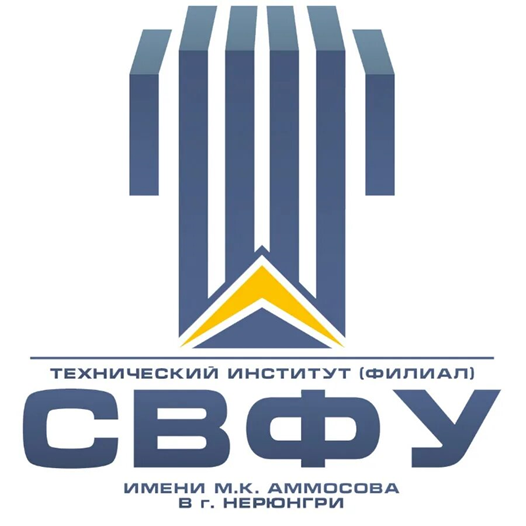 ТЕХНИЧЕСКИЙ ИНСТИТУТ (ФИЛИАЛ)
СВФУ
ИМЕНИ М.К. АММОСОВА
В г. НЕРЮНГРИ